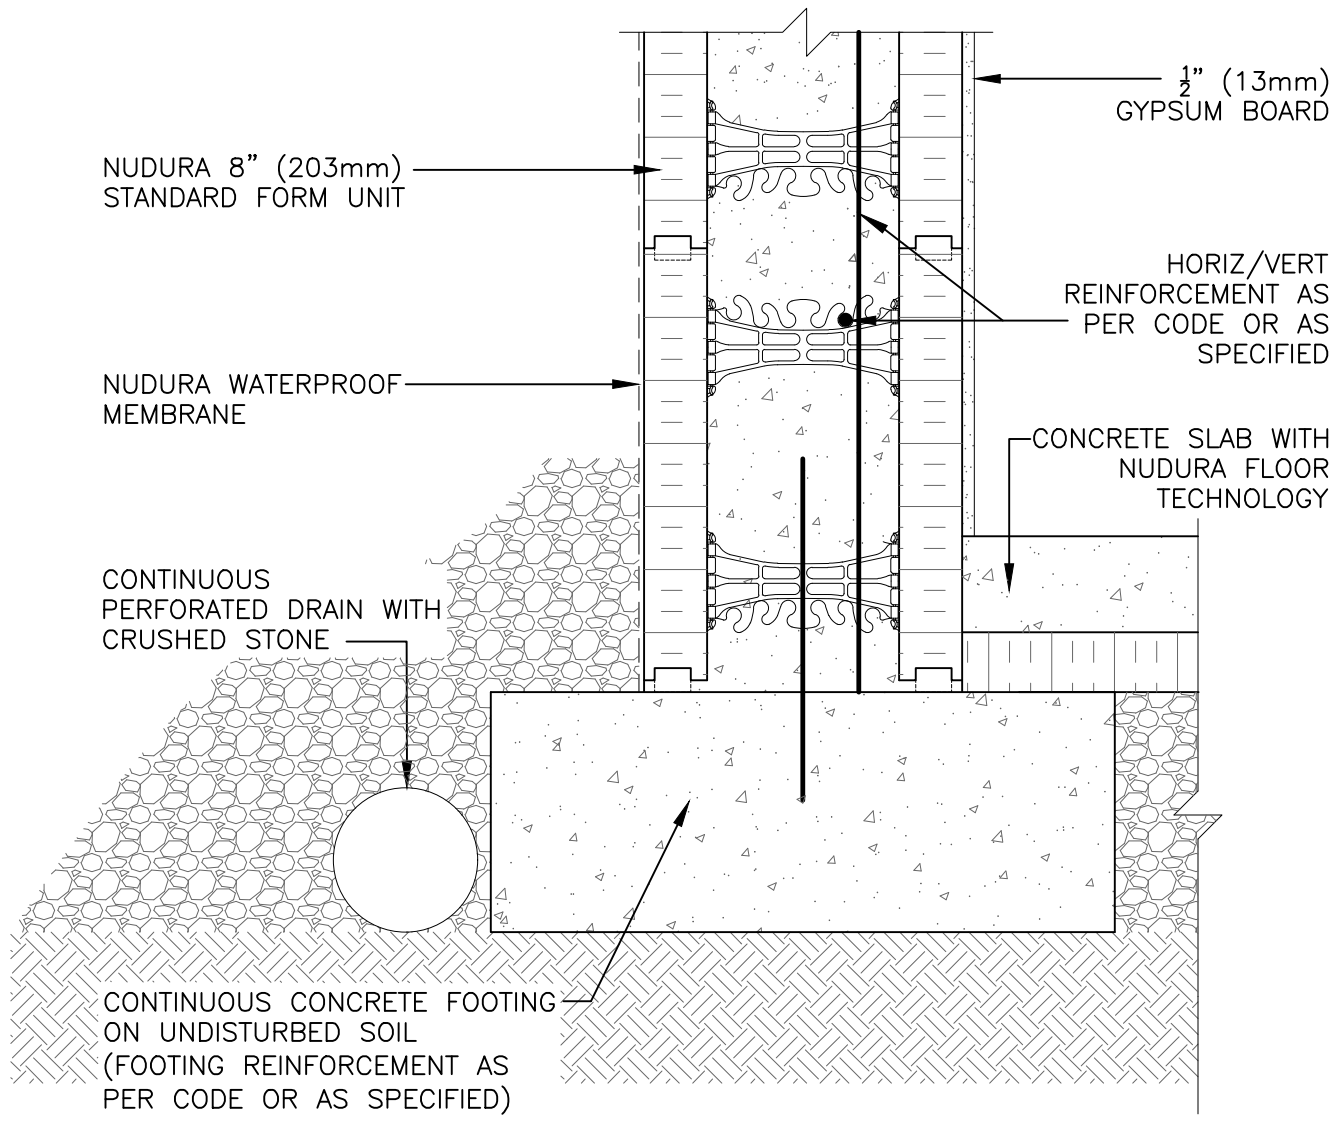 ½” (13mm)
GYPSUM BOARD
NUDURA 8” (203mm)
STANDARD FORM UNIT
HORIZ/VERT
REINFORCEMENT AS
PER CODE OR AS
SPECIFIED
NUDURA WATERPROOF
MEMBRANE
CONCRETE SLAB WITH
NUDURA FLOOR
TECHNOLOGY
CONTINUOUS
PERFORATED DRAIN WITH
CRUSHED STONE
CONTINUOUS CONCRETE FOOTING
ON UNDISTURBED SOIL
(FOOTING REINFORCEMENT AS
PER CODE OR AS SPECIFIED)